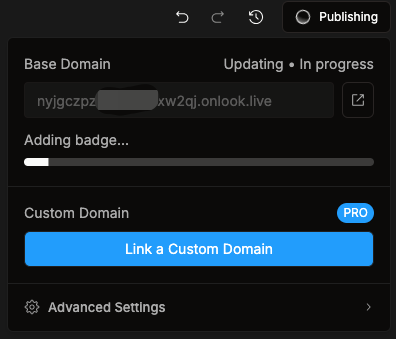 Publishing
Base Domain
Updating • In progress
nyjgczpz xw2qj.onlook.live
Adding badge...
Custom Domain
PRO
Link a Custom Domain
Advanced Settings